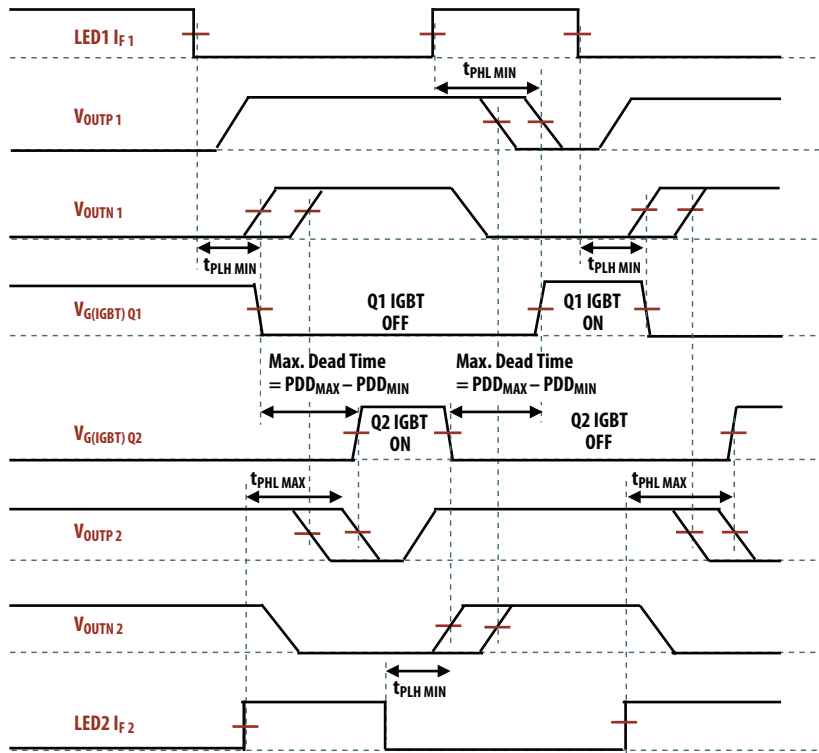 LED1 IF 1
tPHL MIN
VOUTP 1
VOUTN 1
tPLH MIN
tPLH MIN
VG(IGBT) Q1
Q1 IGBT
OFF
Q1 IGBT
ON
Max. Dead Time
= PDDMAX – PDDMIN
Max. Dead Time
= PDDMAX – PDDMIN
VG(IGBT) Q2
Q2 IGBT
ON
Q2 IGBT
OFF
tPHL MAX
tPHL MAX
VOUTP 2
VOUTN 2
tPLH MIN
LED2 IF 2